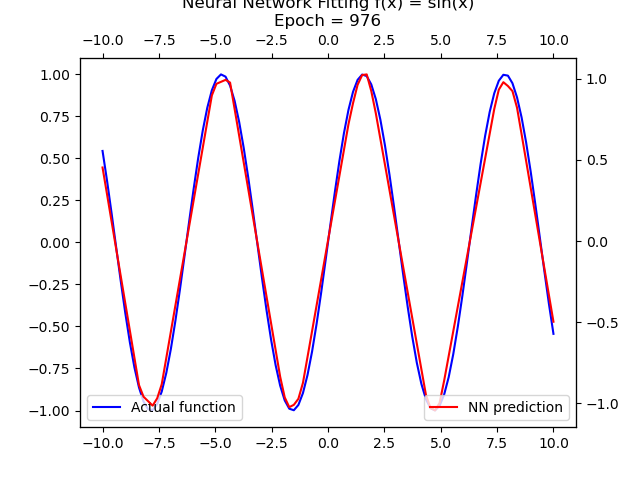 Neural Network Fitting f(x) = sin(x)
Epoch = 976
−10.0 −7.5 −5.0 −2.5 0.0 2.5 5.0 7.5 10.0
1.00
0.75
0.50
0.25
0.00
−0.25
−0.50
−0.75
−1.00
1.0
0.5
0.0
−0.5
−1.0
Actual function
NN prediction
−10.0 −7.5 −5.0 −2.5 0.0 2.5 5.0 7.5 10.0